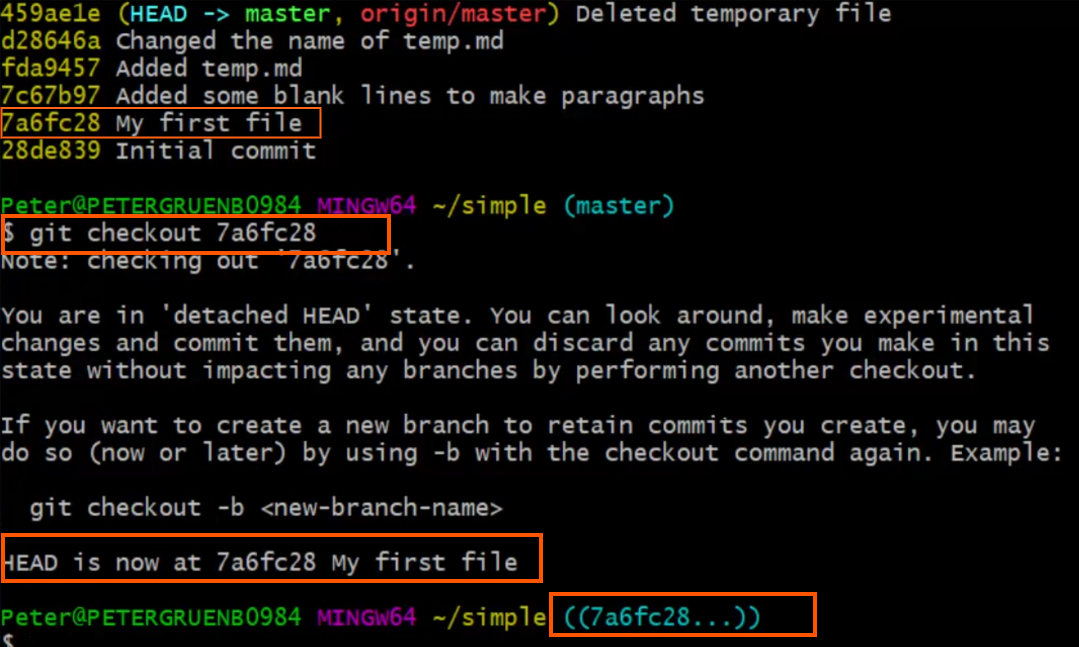 459ae1e (HEAD -> master, origin/master) Deleted temporary file
d28646a Changed the name of temp.md
fda9457 Added temp.md
7c67b97 Added some blank lines to make paragraphs
7a6fc28 My first file
28de839 Initial commit
Peter@PETERGRUENB0984 MINGW64 ~/simple (master)
$ git checkout 7a6fc28
Note: checking out '7a6fc28'.
You are in 'detached HEAD' state. You can look around, make experimental
changes and commit them, and you can discard any commits you make in this
state without impacting any branches by performing another checkout.
If you want to create a new branch to retain commits you create, you may
do so (now or later) by using -b with the checkout command again. Example:
git checkout -b <new-branch-name>
HEAD is now at 7a6fc28 My first file
Peter@PETERGRUENB0984 MINGW64 ~/simple ((7a6fc28...))
$